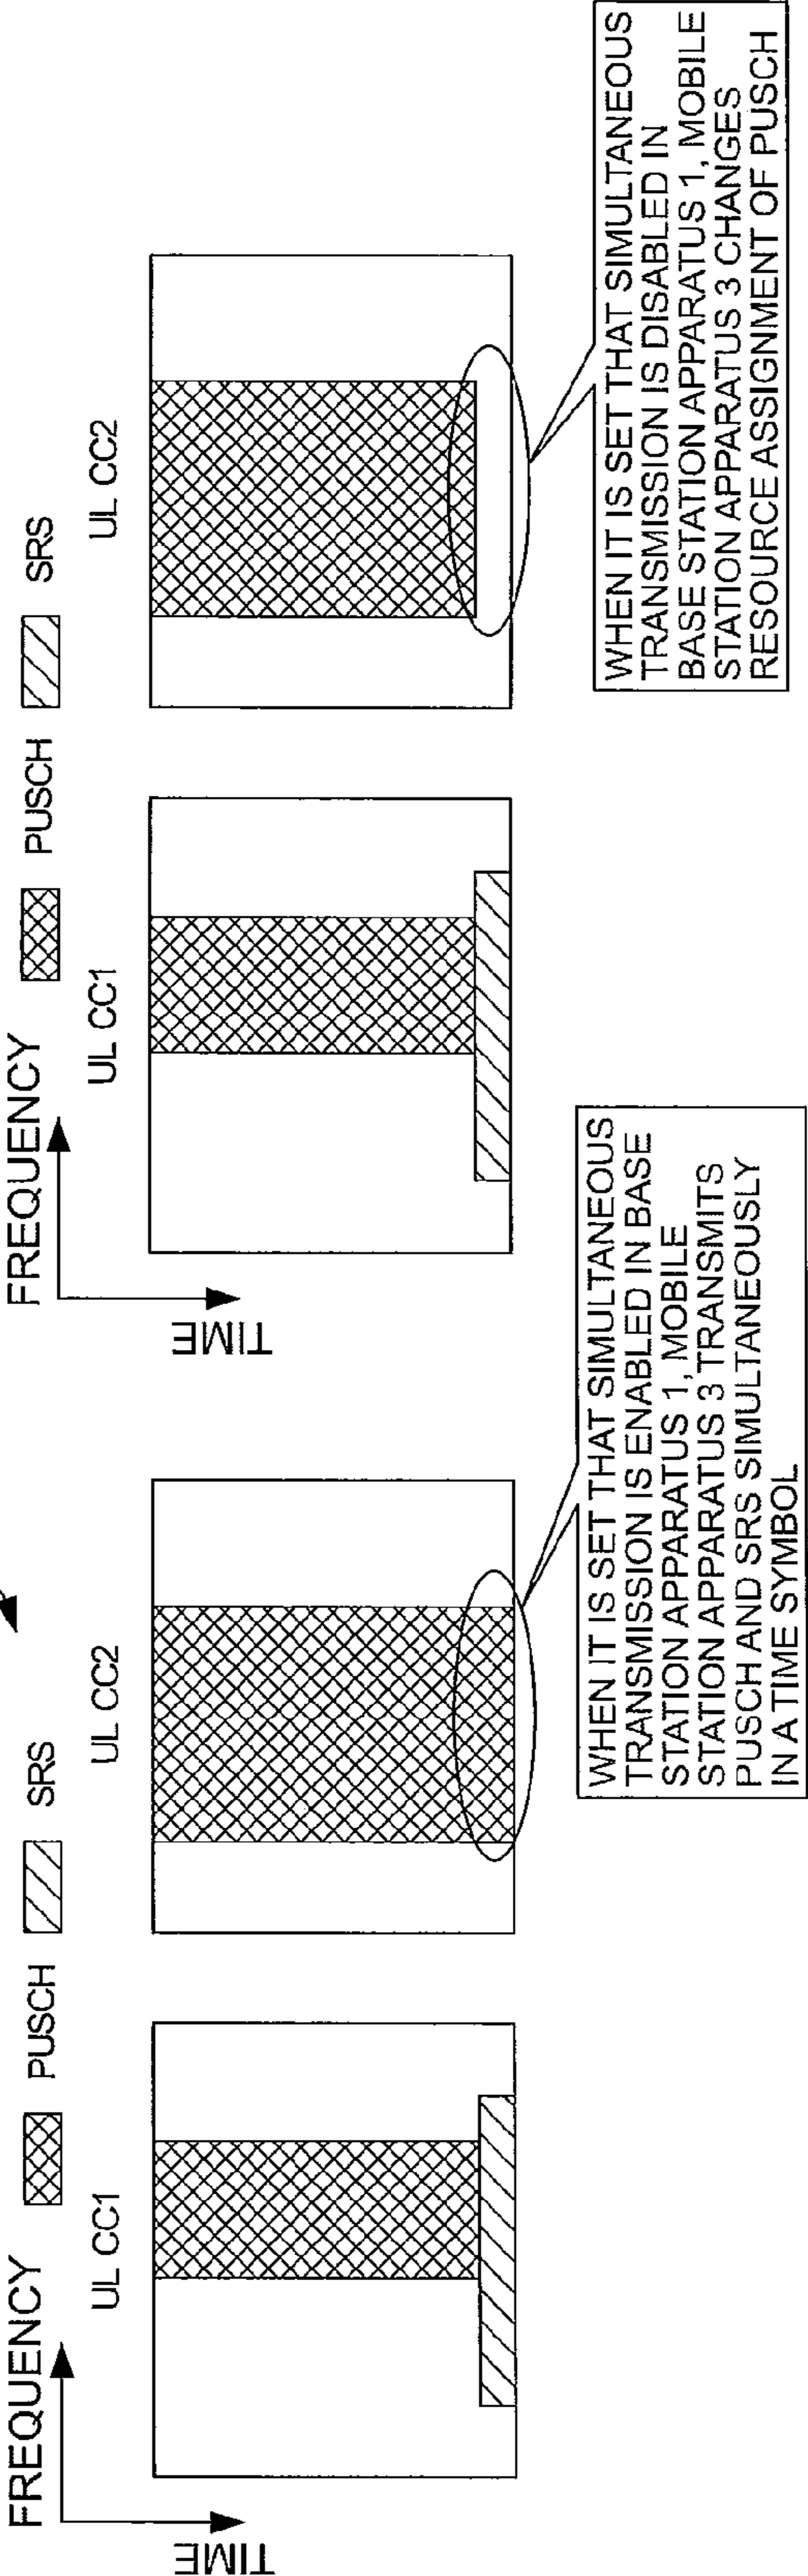 FREQUENCY
TIME
PUSCH
SRS
UL CC1
UL CC2
WHEN IT IS SET THAT SIMULTANEOUS
TRANSMISSION IS ENABLED IN BASE
STATION APPARATUS 1, MOBILE
STATION APPARATUS 3 TRANSMITS
PUSCH AND SRS SIMULTANEOUSLY
IN A TIME SYMBOL
FREQUENCY
TIME
PUSCH
SRS
UL CC1
UL CC2
WHEN IT IS SET THAT SIMULTANEOUS
TRANSMISSION IS DISABLED IN
BASE STATION APPARATUS 1, MOBILE
STATION APPARATUS 3 CHANGES
RESOURCE ASSIGNMENT OF PUSCH